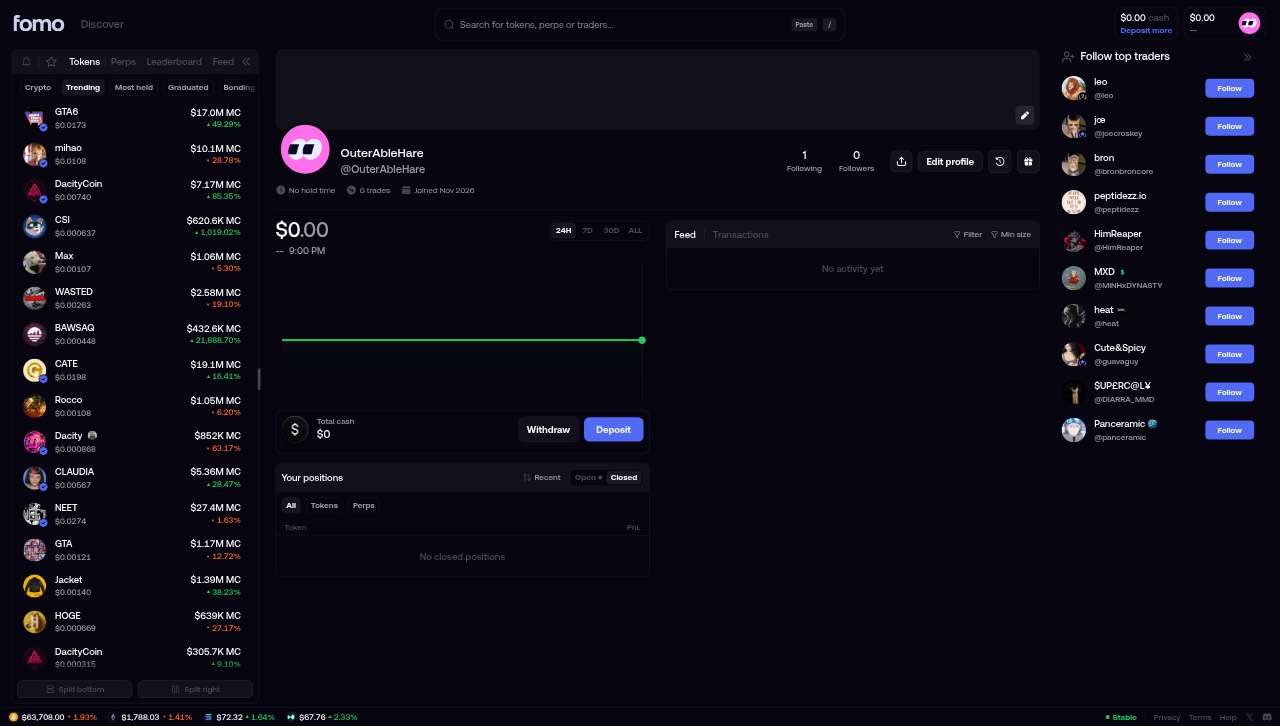 fomo Discover
Search for tokens, perps or traders... Paste /
$0.00 cash
Deposit more
$0.00
--
Tokens Perps Leaderboard Feed
Crypto Trending Most held Graduated Bonding
GTA6 $17.0M MC
$0.0173 49.29%
mihao $10.1M MC
$0.0108 28.78%
DacityCoin $7.17M MC
$0.00740 85.35%
CSI $620.6K MC
$0.000637 1,019.02%
Max $1.06M MC
$0.00107 5.30%
WASTED $2.58M MC
$0.00263 19.10%
BAWSAQ $432.6K MC
$0.000448 21,888.70%
CATE $19.1M MC
$0.0198 16.41%
Rocco $1.05M MC
$0.00108 6.20%
Dacity $852K MC
$0.000868 63.17%
CLAUDIA $5.36M MC
$0.00567 28.47%
NEET $27.4M MC
$0.0274 1.63%
GTA $1.17M MC
$0.00121 12.72%
Jacket $1.39M MC
$0.00140 38.23%
HOGE $639K MC
$0.000669 27.17%
DacityCoin $305.7K MC
$0.000315 9.10%
Split bottom Split right
OuterAbleHare
@OuterAbleHare
1 Following
0 Followers
Edit profile
No hold time 0 trades Joined Nov 2026
$0.00
-- 9:00 PM
24H 7D 30D ALL
Total cash
$0
Withdraw Deposit
Your positions Recent Open Closed
All Tokens Perps
Token PnL
No closed positions
Feed Transactions Filter Min size
No activity yet
Follow top traders
leo
@leo
Follow
jœ
@joecroskey
Follow
bron
@bronbroncore
Follow
peptidezz.io
@peptidezz
Follow
HimReaper
@HimReaper
Follow
MXD
@MINHxDYNASTY
Follow
heat
@heat
Follow
Cute&Spicy
@guavaguy
Follow
$UP£RC@L¥
@DIARRA_MMD
Follow
Panceramic
@panceramic
Follow
$63,708.00 1.93% $1,788.03 1.41% $72.32 1.64% $67.76 2.33%
Stable Privacy Terms Help